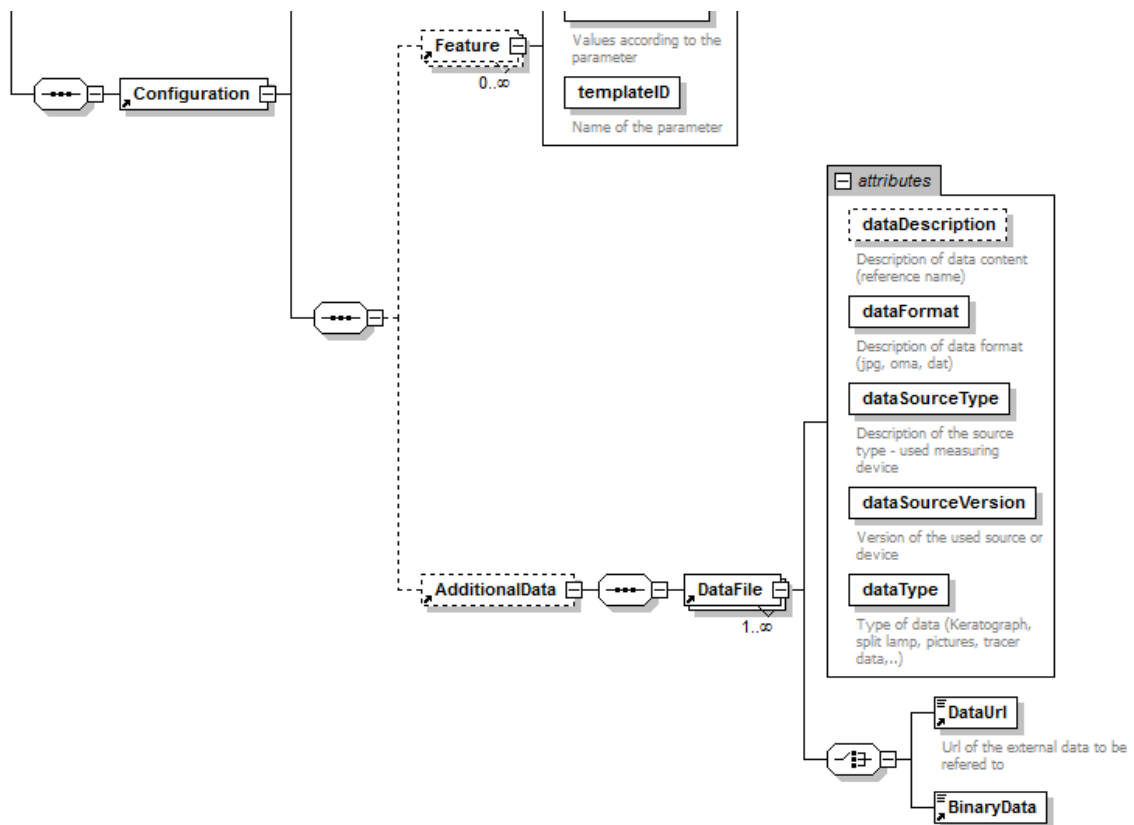 Feature
0..∞
Values according to the
parameter
templateID
Name of the parameter
Configuration
attributes
dataDescription
Description of data content
(reference name)
dataFormat
Description of data format
(jpg, oma, dat)
dataSourceType
Description of the source
type - used measuring
device
dataSourceVersion
Version of the used source or
device
dataType
Type of data (Keratograph,
split lamp, pictures, tracer
data,..)
AdditionalData
DataFile
1..∞
DataUrl
Url of the external data to be
refered to
BinaryData